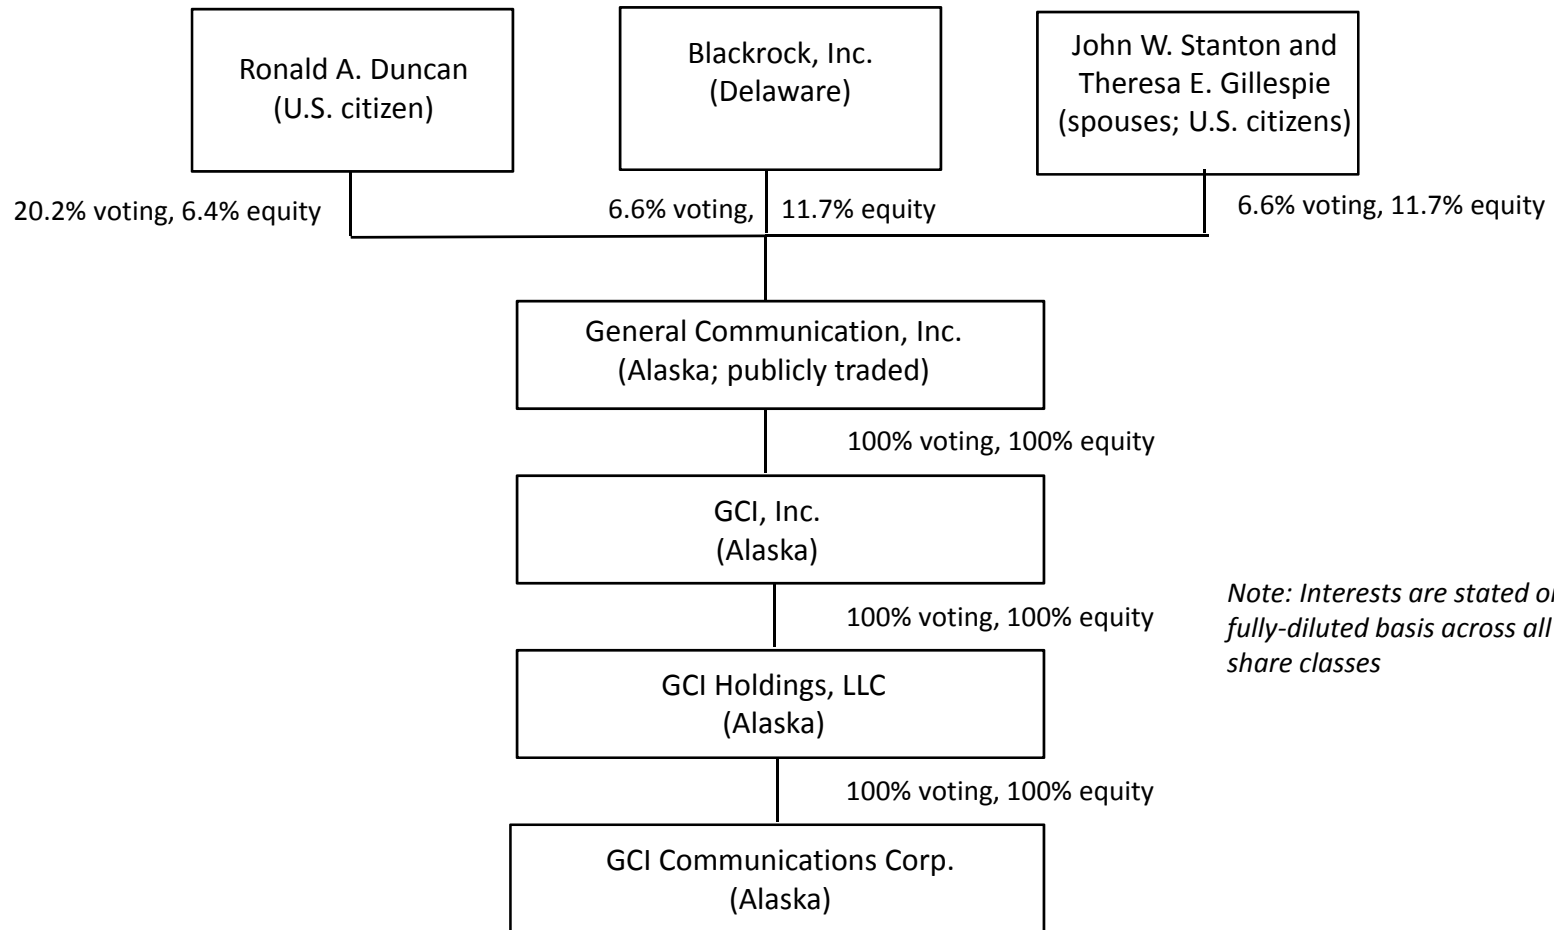 Ronald A. Duncan
(U.S. citizen)
Blackrock, Inc.
(Delaware)
John W. Stanton and
Theresa E. Gillespie
(spouses; U.S. citizens)
20.2% voting, 6.4% equity
6.6% voting, 11.7% equity
6.6% voting, 11.7% equity
General Communication, Inc.
(Alaska; publicly traded)
100% voting, 100% equity
GCI, Inc.
(Alaska)
100% voting, 100% equity
Note: Interests are stated
fully-diluted basis across all
share classes
GCI Holdings, LLC
(Alaska)
100% voting, 100% equity
GCI Communications Corp.
(Alaska)